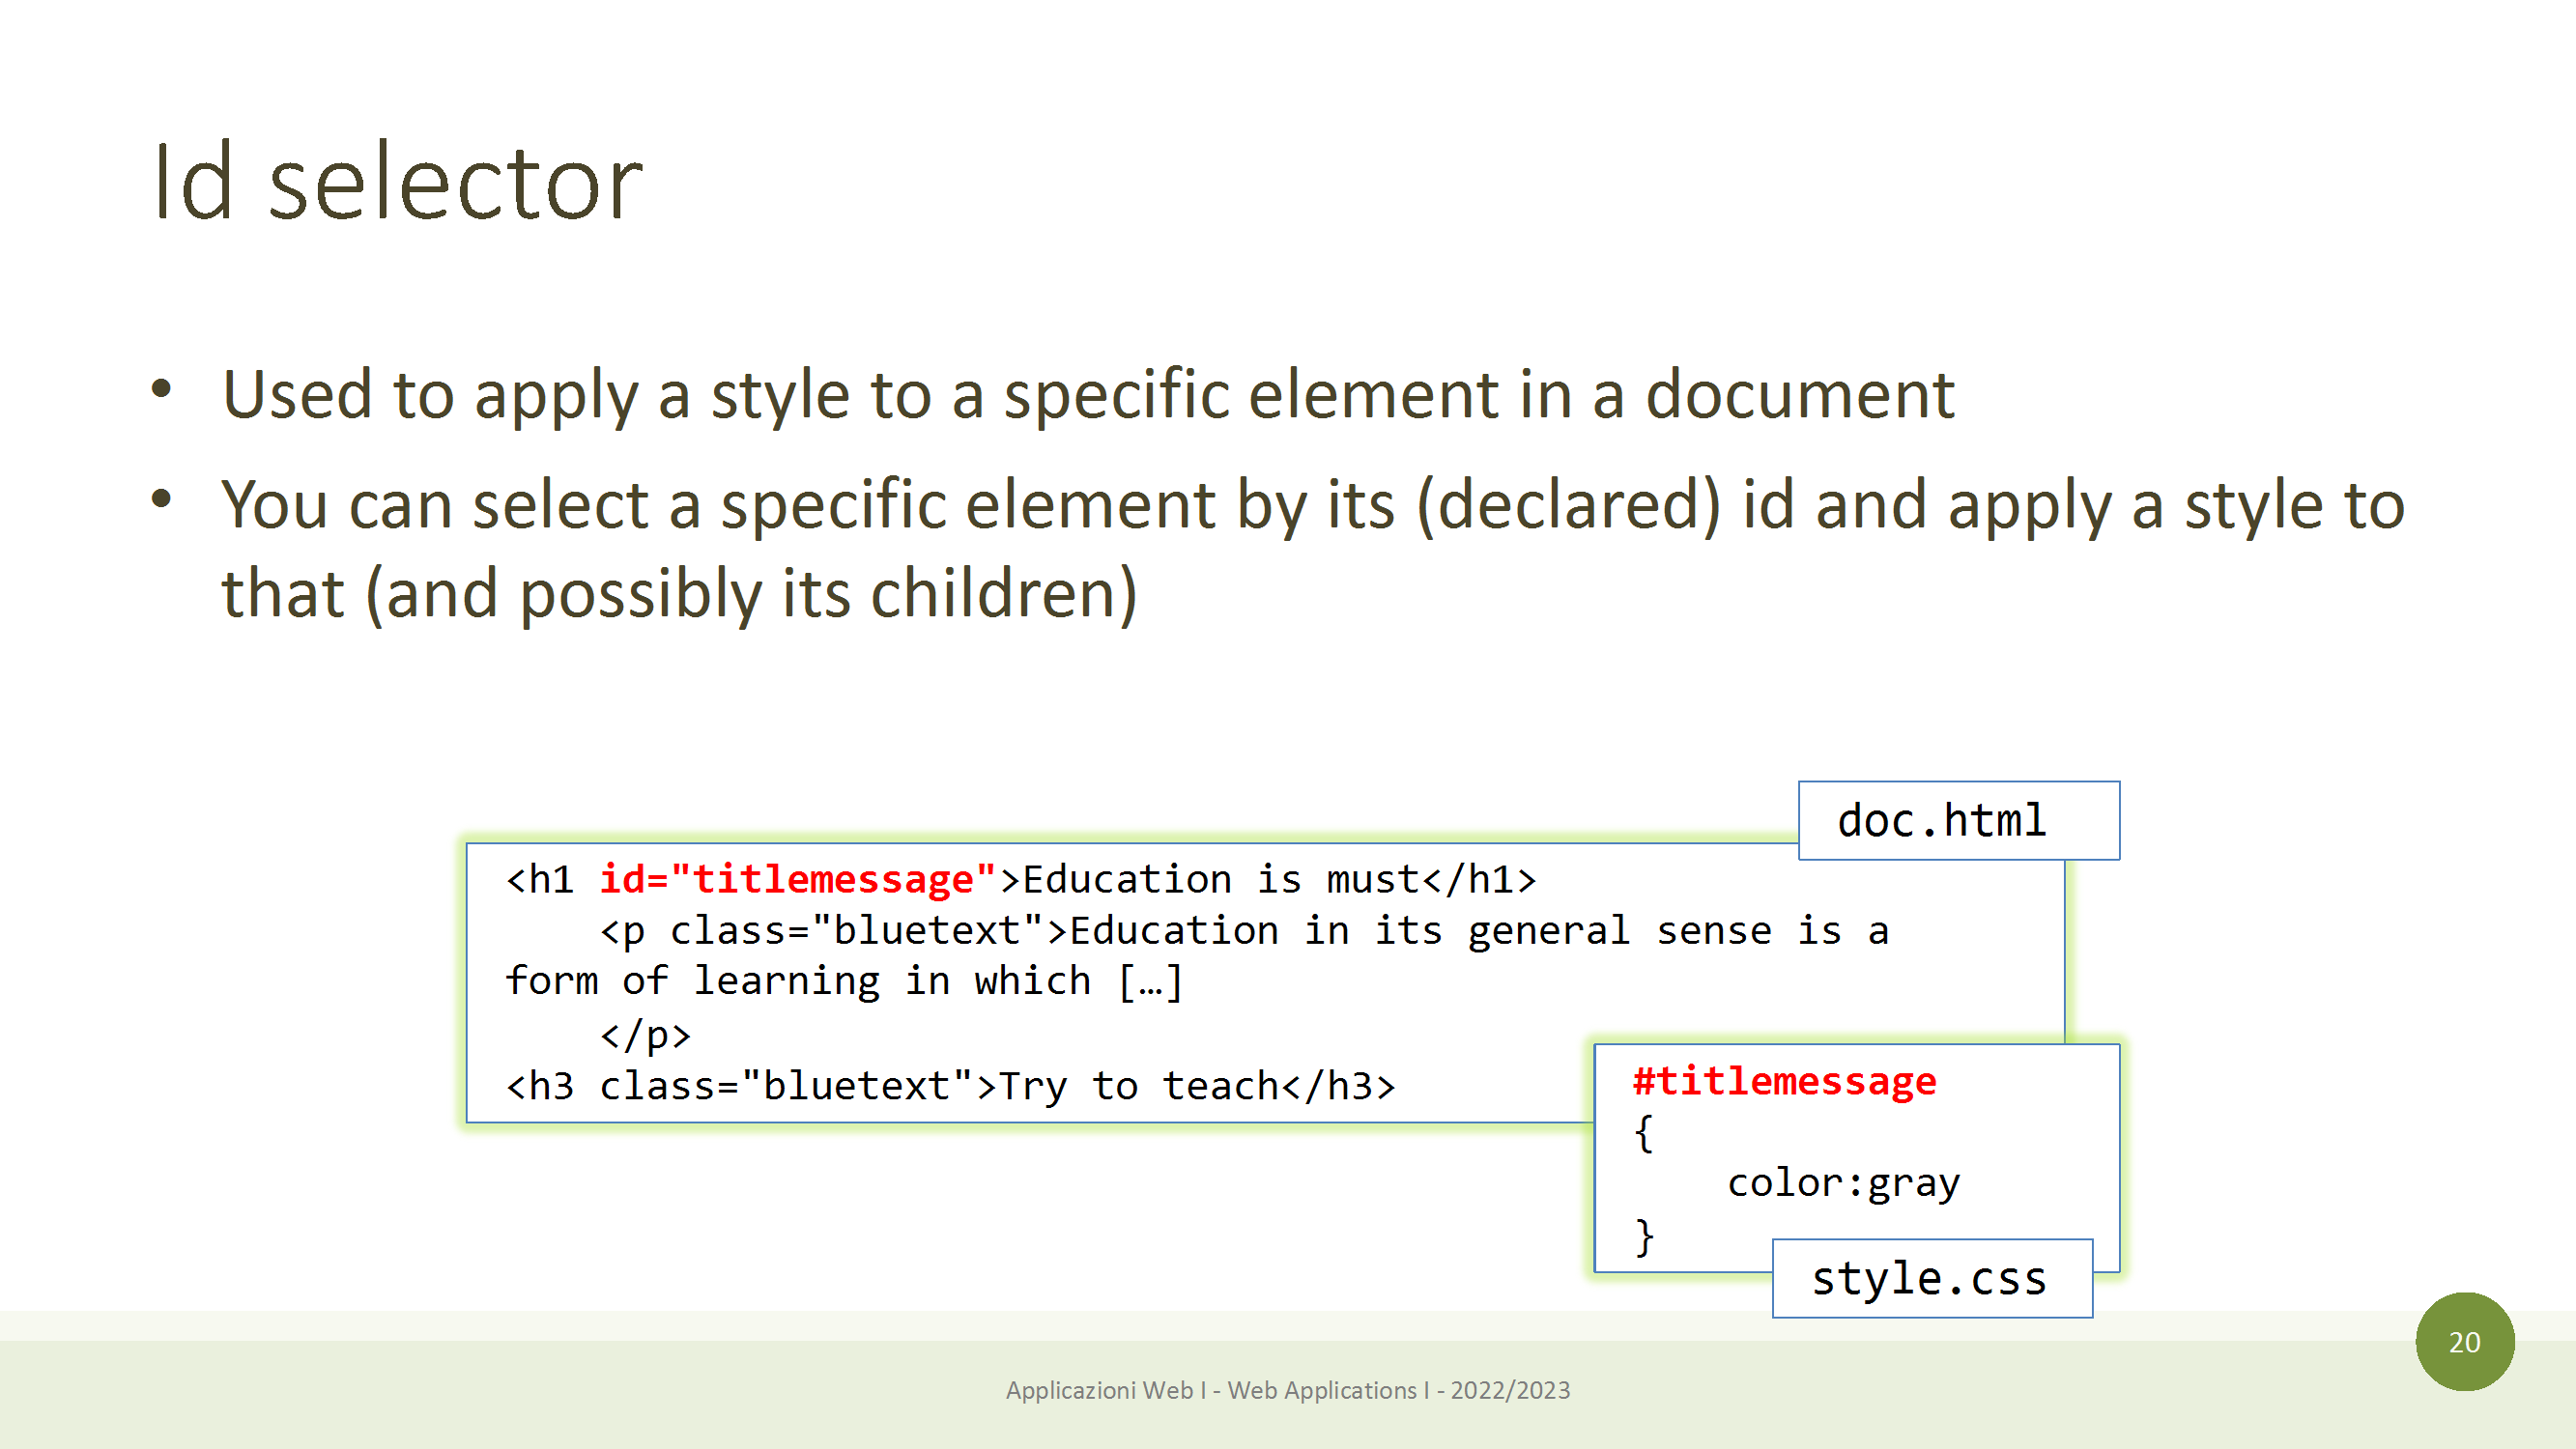 Id selector
• Used to apply a style to a specific element in a document
• You can select a specific element by its (declared) id and apply a style to
that (and possibly its children)
doc.html
<h1 id="titlemessage">Education is must</h1>
    <p class="bluetext">Education in its general sense is a
form of learning in which […]
    </p>
<h3 class="bluetext">Try to teach</h3>
#titlemessage
{
    color:gray
}
style.css
20
Applicazioni Web I - Web Applications I - 2022/2023